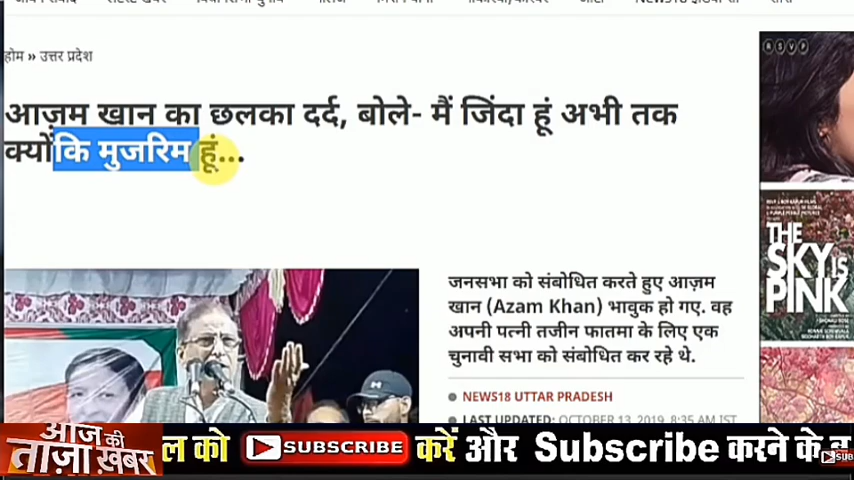 होम » उत्तर प्रदेश
आज़म खान का छलका दर्द, बोले- मैं जिंदा हूं अभी तक
क्योंकि मुजरिम हूं...
RSVP
THE
SKY IS
PINK
जनसभा को संबोधित करते हुए आज़म
खान (Azam Khan) भावुक हो गए. वह
अपनी पत्नी तजीन फातमा के लिए एक
चुनावी सभा को संबोधित कर रहे थे.
NEWS18 UTTAR PRADESH
LAST UPDATED: OCTOBER 13, 2019, 8:35 AM IST
आज की
ताज़ा ख़बर
ल को SUBSCRIBE करें और Subscribe करने के ब
SUB